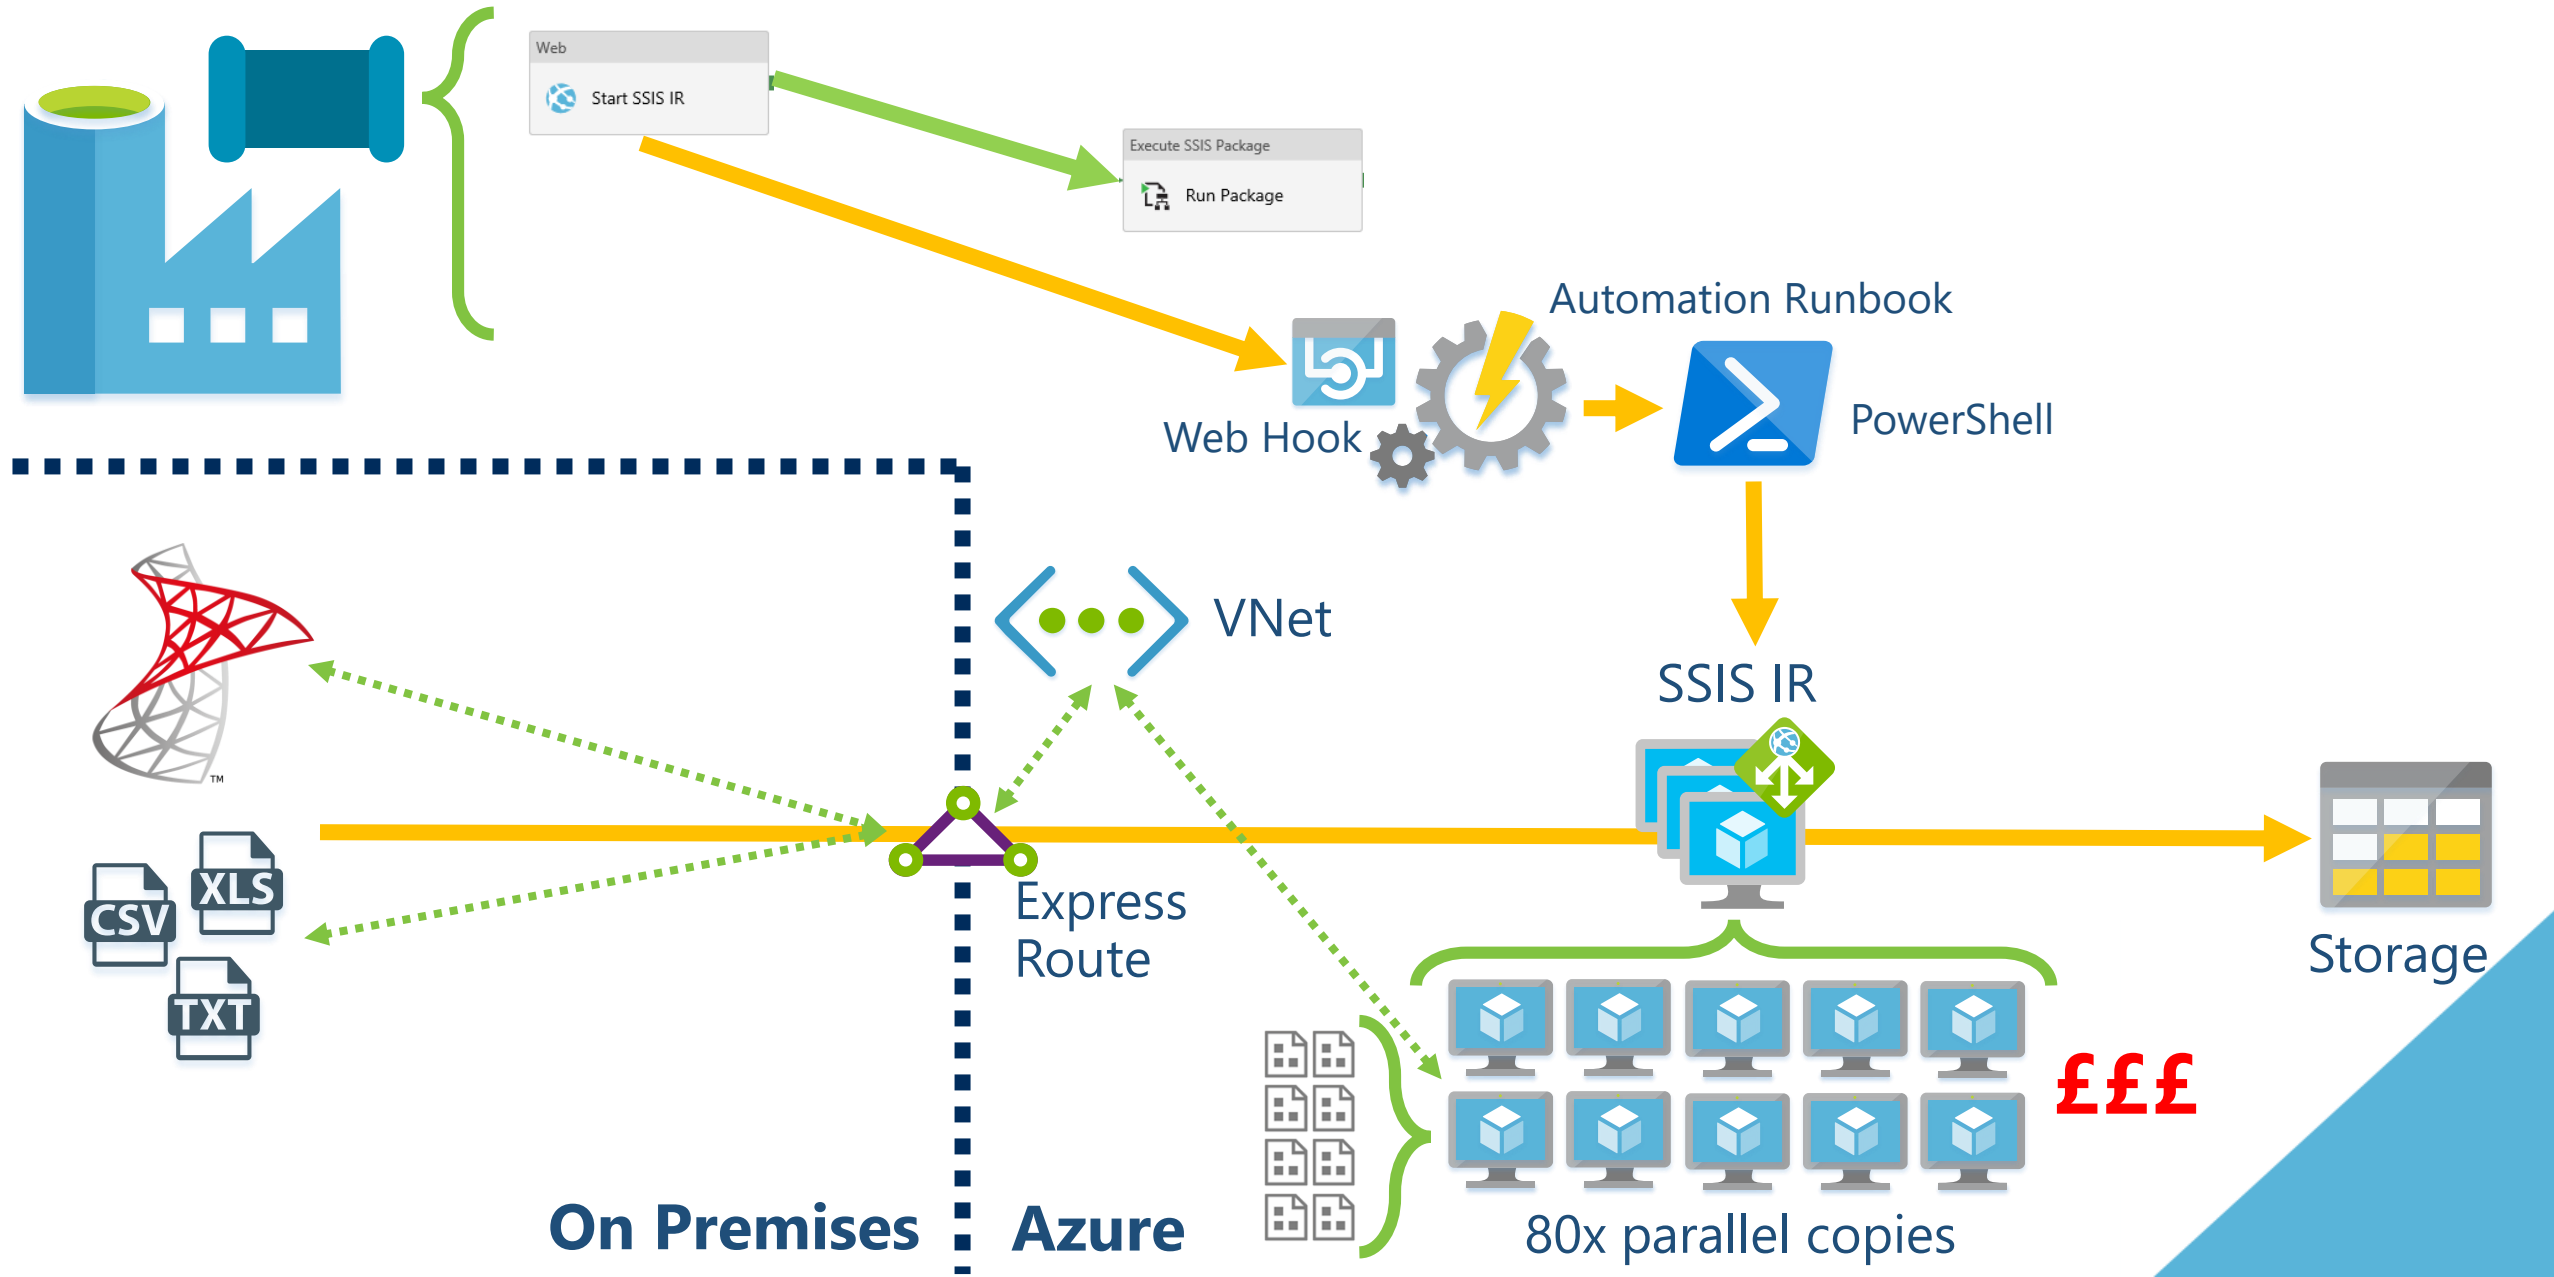 Web
Start SSIS IR
Execute SSIS Package
Run Package
Automation Runbook
Web Hook
PowerShell
VNet
SSIS IR
TM
XLS
CSV
TXT
Express
Route
Storage
£££
On Premises
Azure
80x parallel copies